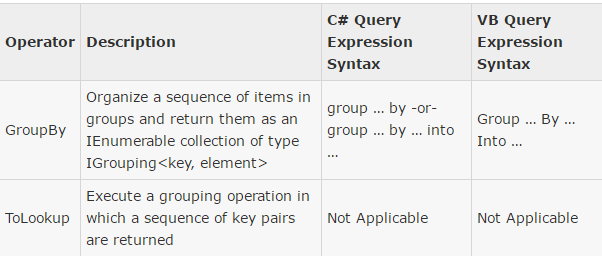 Operator Description C# Query Expression Syntax VB Query Expression Syntax
GroupBy
Organize a sequence of items in
groups and return them as an
IEnumerable collection of type
IGrouping<key, element>
group … by -or-
group … by … into
…
Group … By …
Into …
ToLookup
Execute a grouping operation in
which a sequence of key pairs
are returned
Not Applicable
Not Applicable